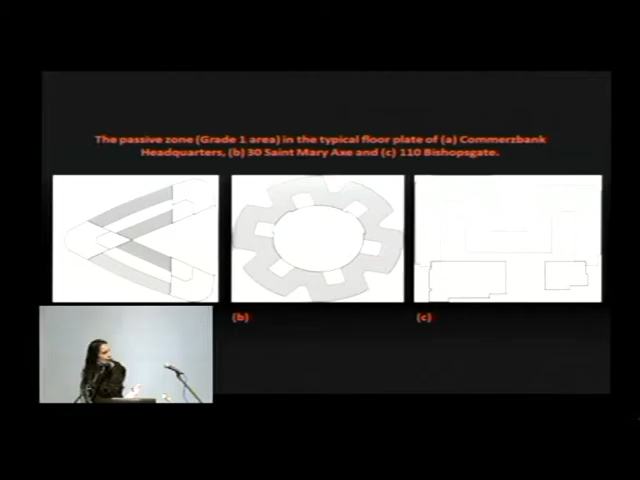 The passive zone (Grade 1 area) in the typical floor plate of (a) Commerzbank
Headquarters, (b) 30 Saint Mary Axe and (c) 110 Bishopsgate.
(b)
(c)